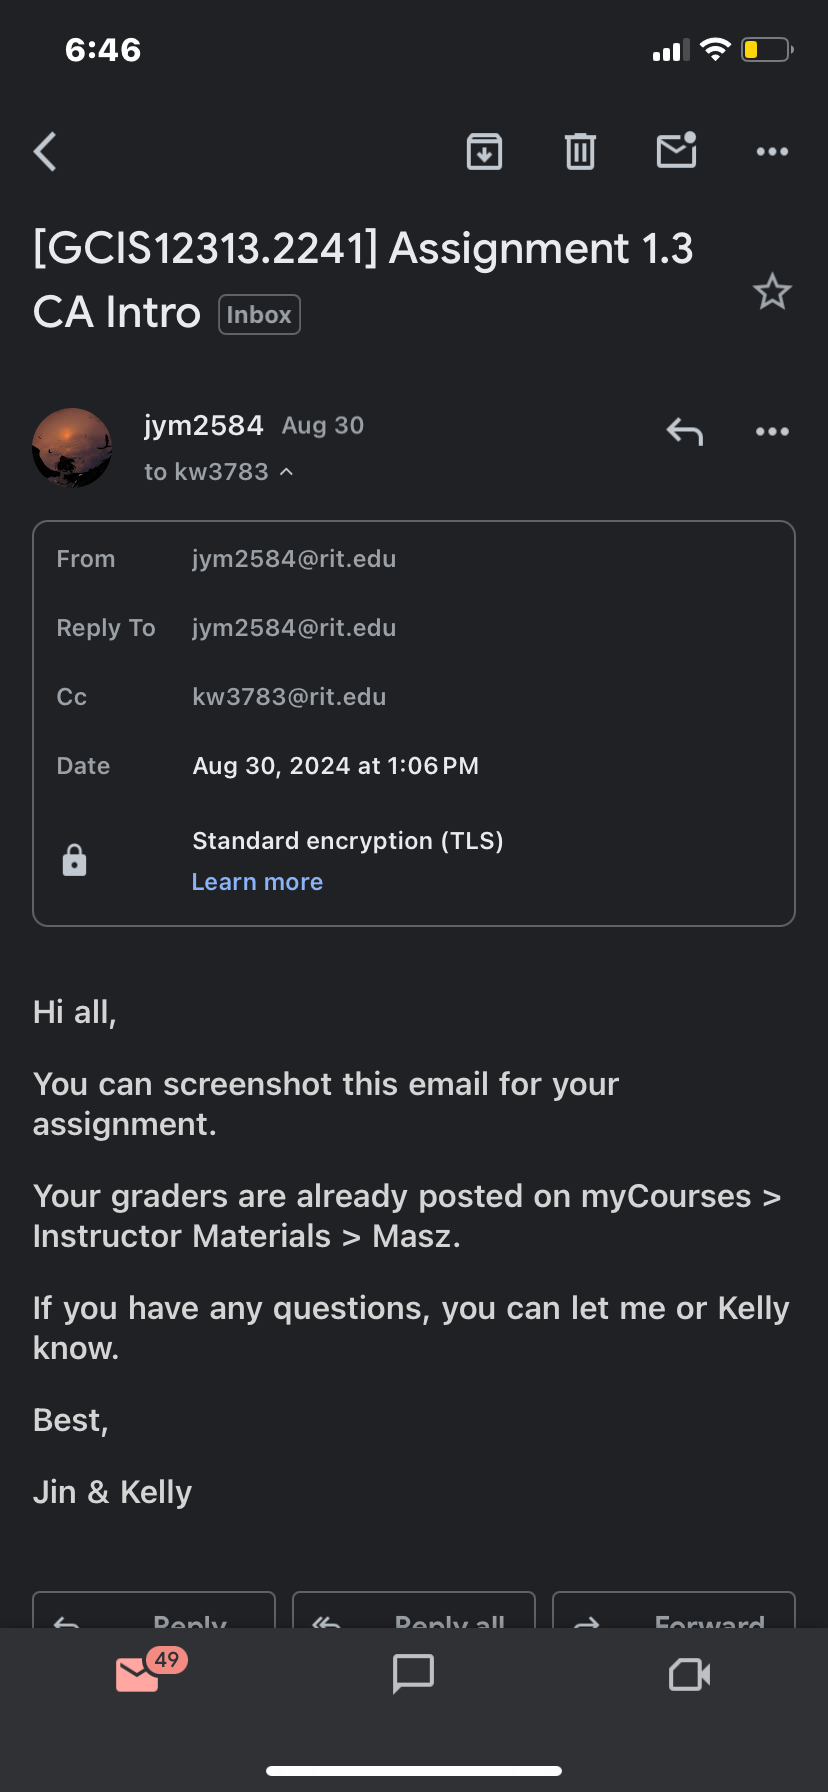 6:46
[GCIS12313.2241] Assignment 1.3
CA Intro Inbox
jym2584 Aug 30
to kw3783
From jym2584@rit.edu
Reply To jym2584@rit.edu
Cc kw3783@rit.edu
Date Aug 30, 2024 at 1:06 PM
Standard encryption (TLS)
Learn more
Hi all,
You can screenshot this email for your
assignment.
Your graders are already posted on myCourses >
Instructor Materials > Masz.
If you have any questions, you can let me or Kelly
know.
Best,
Jin & Kelly
Reply Reply all Forward
49